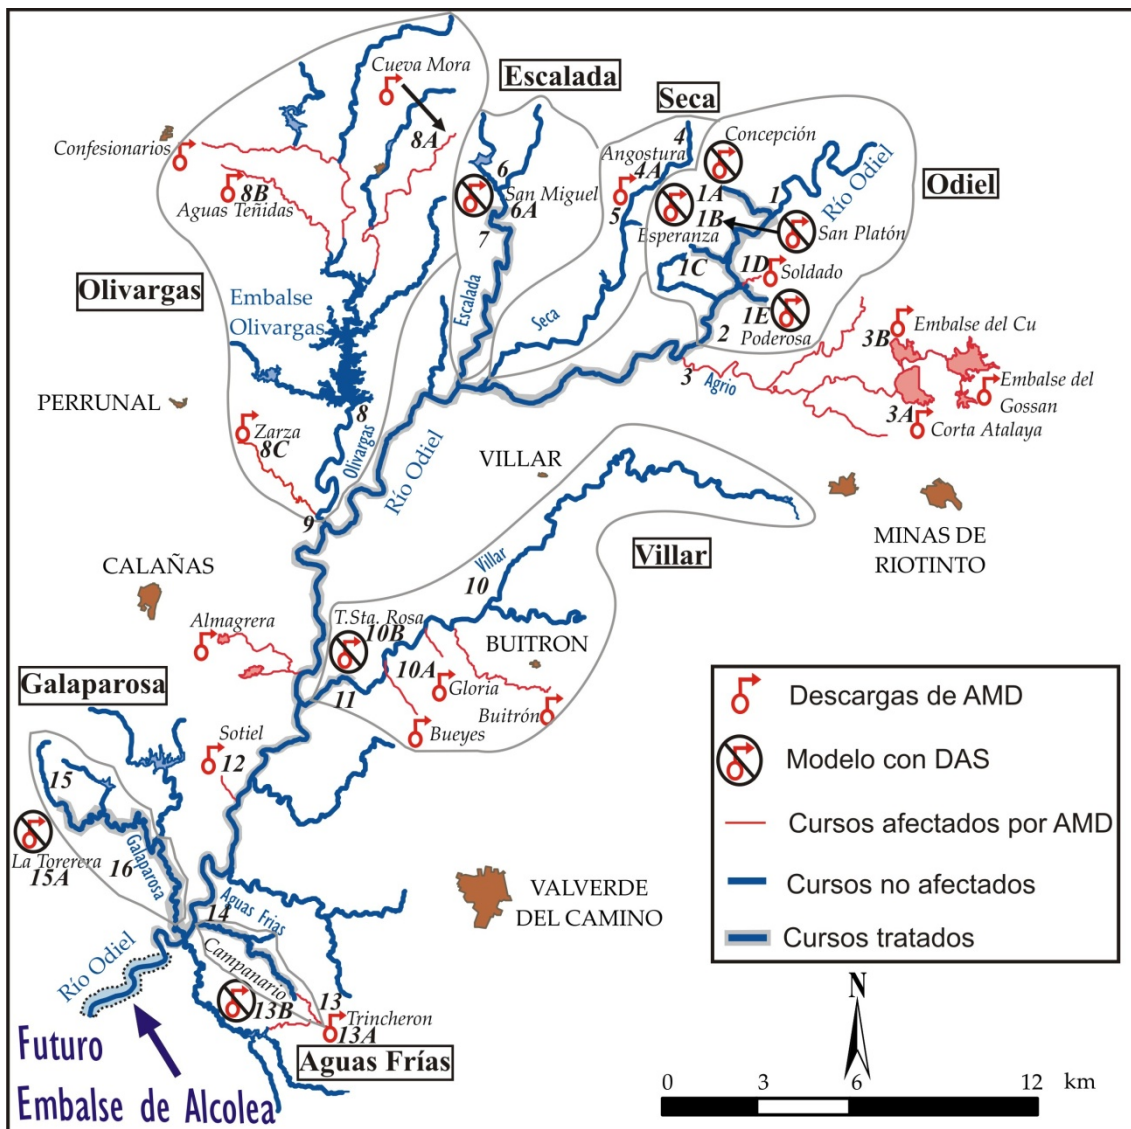 Cueva Mora
Escalada
Seca
Concepción
Confesionarios
8A
4
Angostura
4A
6
San Miguel
6A
1A
1
Río Odiel
Odiel
8B
Aguas Teñidas
7
5
Esperanza
1B
San Platón
Olivargas
Embalse
Olivargas
Escalada
Seca
1C
1D
Soldado
1E
Poderosa
2
3B
Embalse del Cu
3
Agrio
Embalse del
Gossan
3A
Corta Atalaya
PERRUNAL
8
Zarza
8C
Olivargas
Río Odiel
VILLAR
9
MINAS DE
RIOTINTO
Villar
CALAÑAS
Villar
10
Almagrera
T.Sta. Rosa
10B
BUITRON
10A
Gloria
Galaparosa
11
Bueyes
Buitrón
Sotiel
12
15
La Torerera
15A
16
Galaparosa
VALVERDE
DEL CAMINO
14
Aguas Frias
Río Odiel
Campanario
13B
13
Trincheron
13A
Aguas Frías
Futuro
Embalse de Alcolea
Descargas de AMD
Modelo con DAS
Cursos afectados por AMD
Cursos no afectados
Cursos tratados
N
0 3 6 12 km